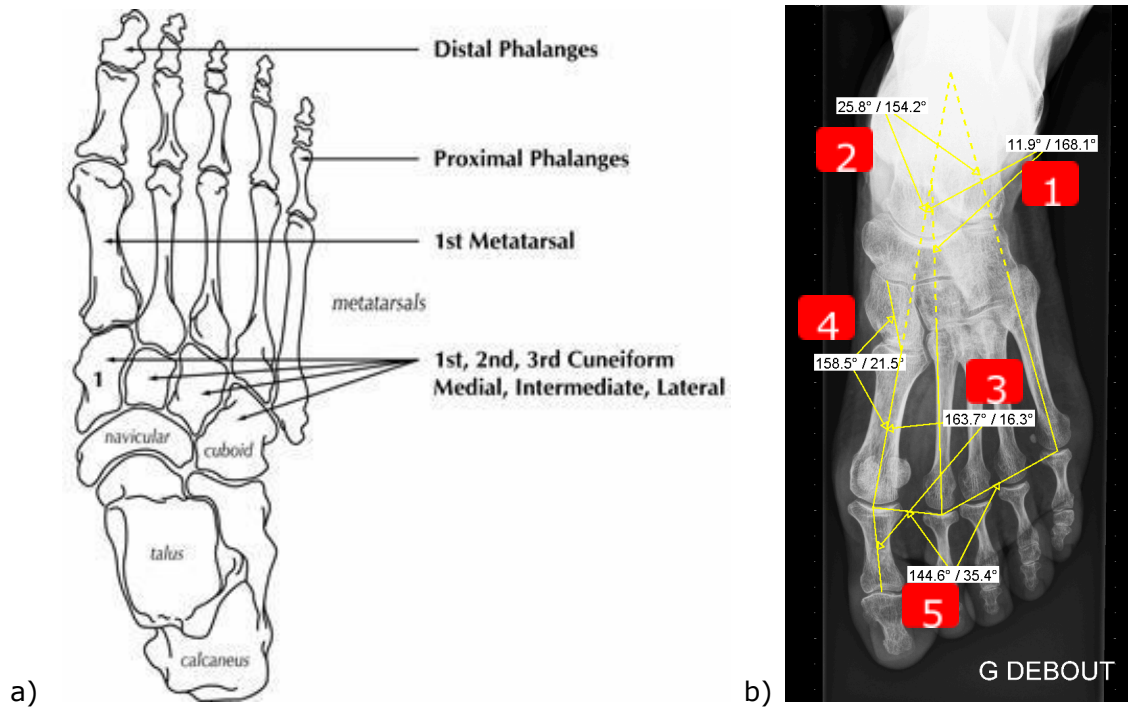 Distal Phalanges
Proximal Phalanges
1st Metatarsal
metatarsals
1st, 2nd, 3rd Cuneiform
Medial, Intermediate, Lateral
1
navicular
cuboid
talus
calcaneus
a)
25.8° / 154.2°
2
11.9° / 168.1°
1
4
158.5° / 21.5°
3
163.7° / 16.3°
144.6° / 35.4°
5
G DEBOUT
b)